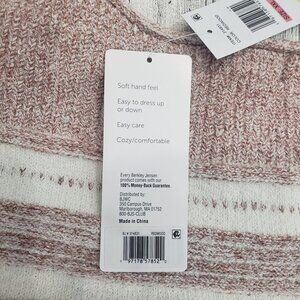 Soft hand feel
Easy to dress up
or down
Easy care
Cozy/comfortable
Every Berkley Jensen
product comes with our
100% Money-Back Guarantee.
Distributed by:
BJWC
350 Campus Drive
Marlborough, MA 01752
800-BJS-CLUB
Made in China
REDWOOD